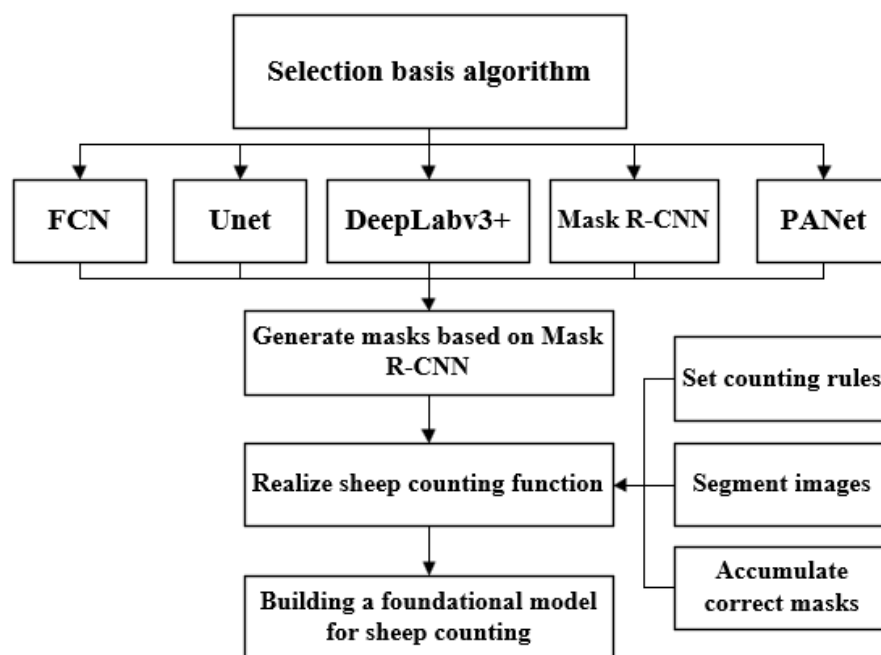 Selection basis algorithm
FCN
Unet
DeepLabv3+
Mask R-CNN
PANet
Generate masks based on Mask
R-CNN
Set counting rules
Realize sheep counting function
Segment images
Accumulate
correct masks
Building a foundational model
for sheep counting